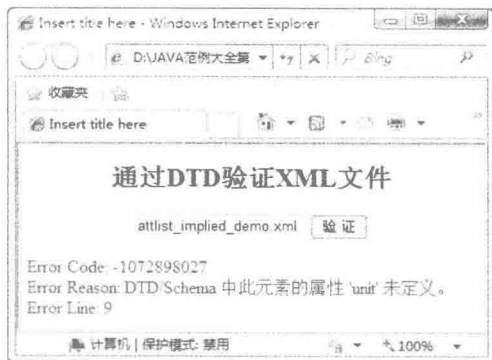 Insert title here - Windows Internet Explorer
D:\JAVA范例大全第
Bing
收藏夹
Insert title here
通过DTD验证XML文件
attlist_implied_demo.xml 验 证
Error Code: -1072898027
Error Reason: DTD/Schema 中此元素的属性 'unit' 未定义。
Error Line: 9
计算机 | 保护模式: 禁用
100%